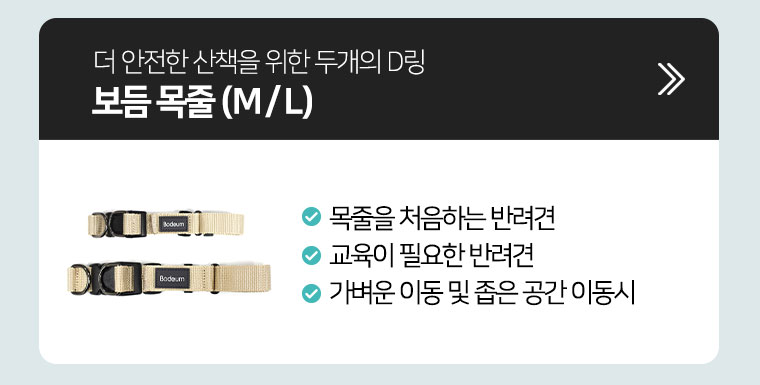 더 안전한 산책을 위한 두개의 D링
보듬 목줄 (M / L)
Bodeum
Bodeum
목줄을 처음하는 반려견
교육이 필요한 반려견
가벼운 이동 및 좁은 공간 이동시